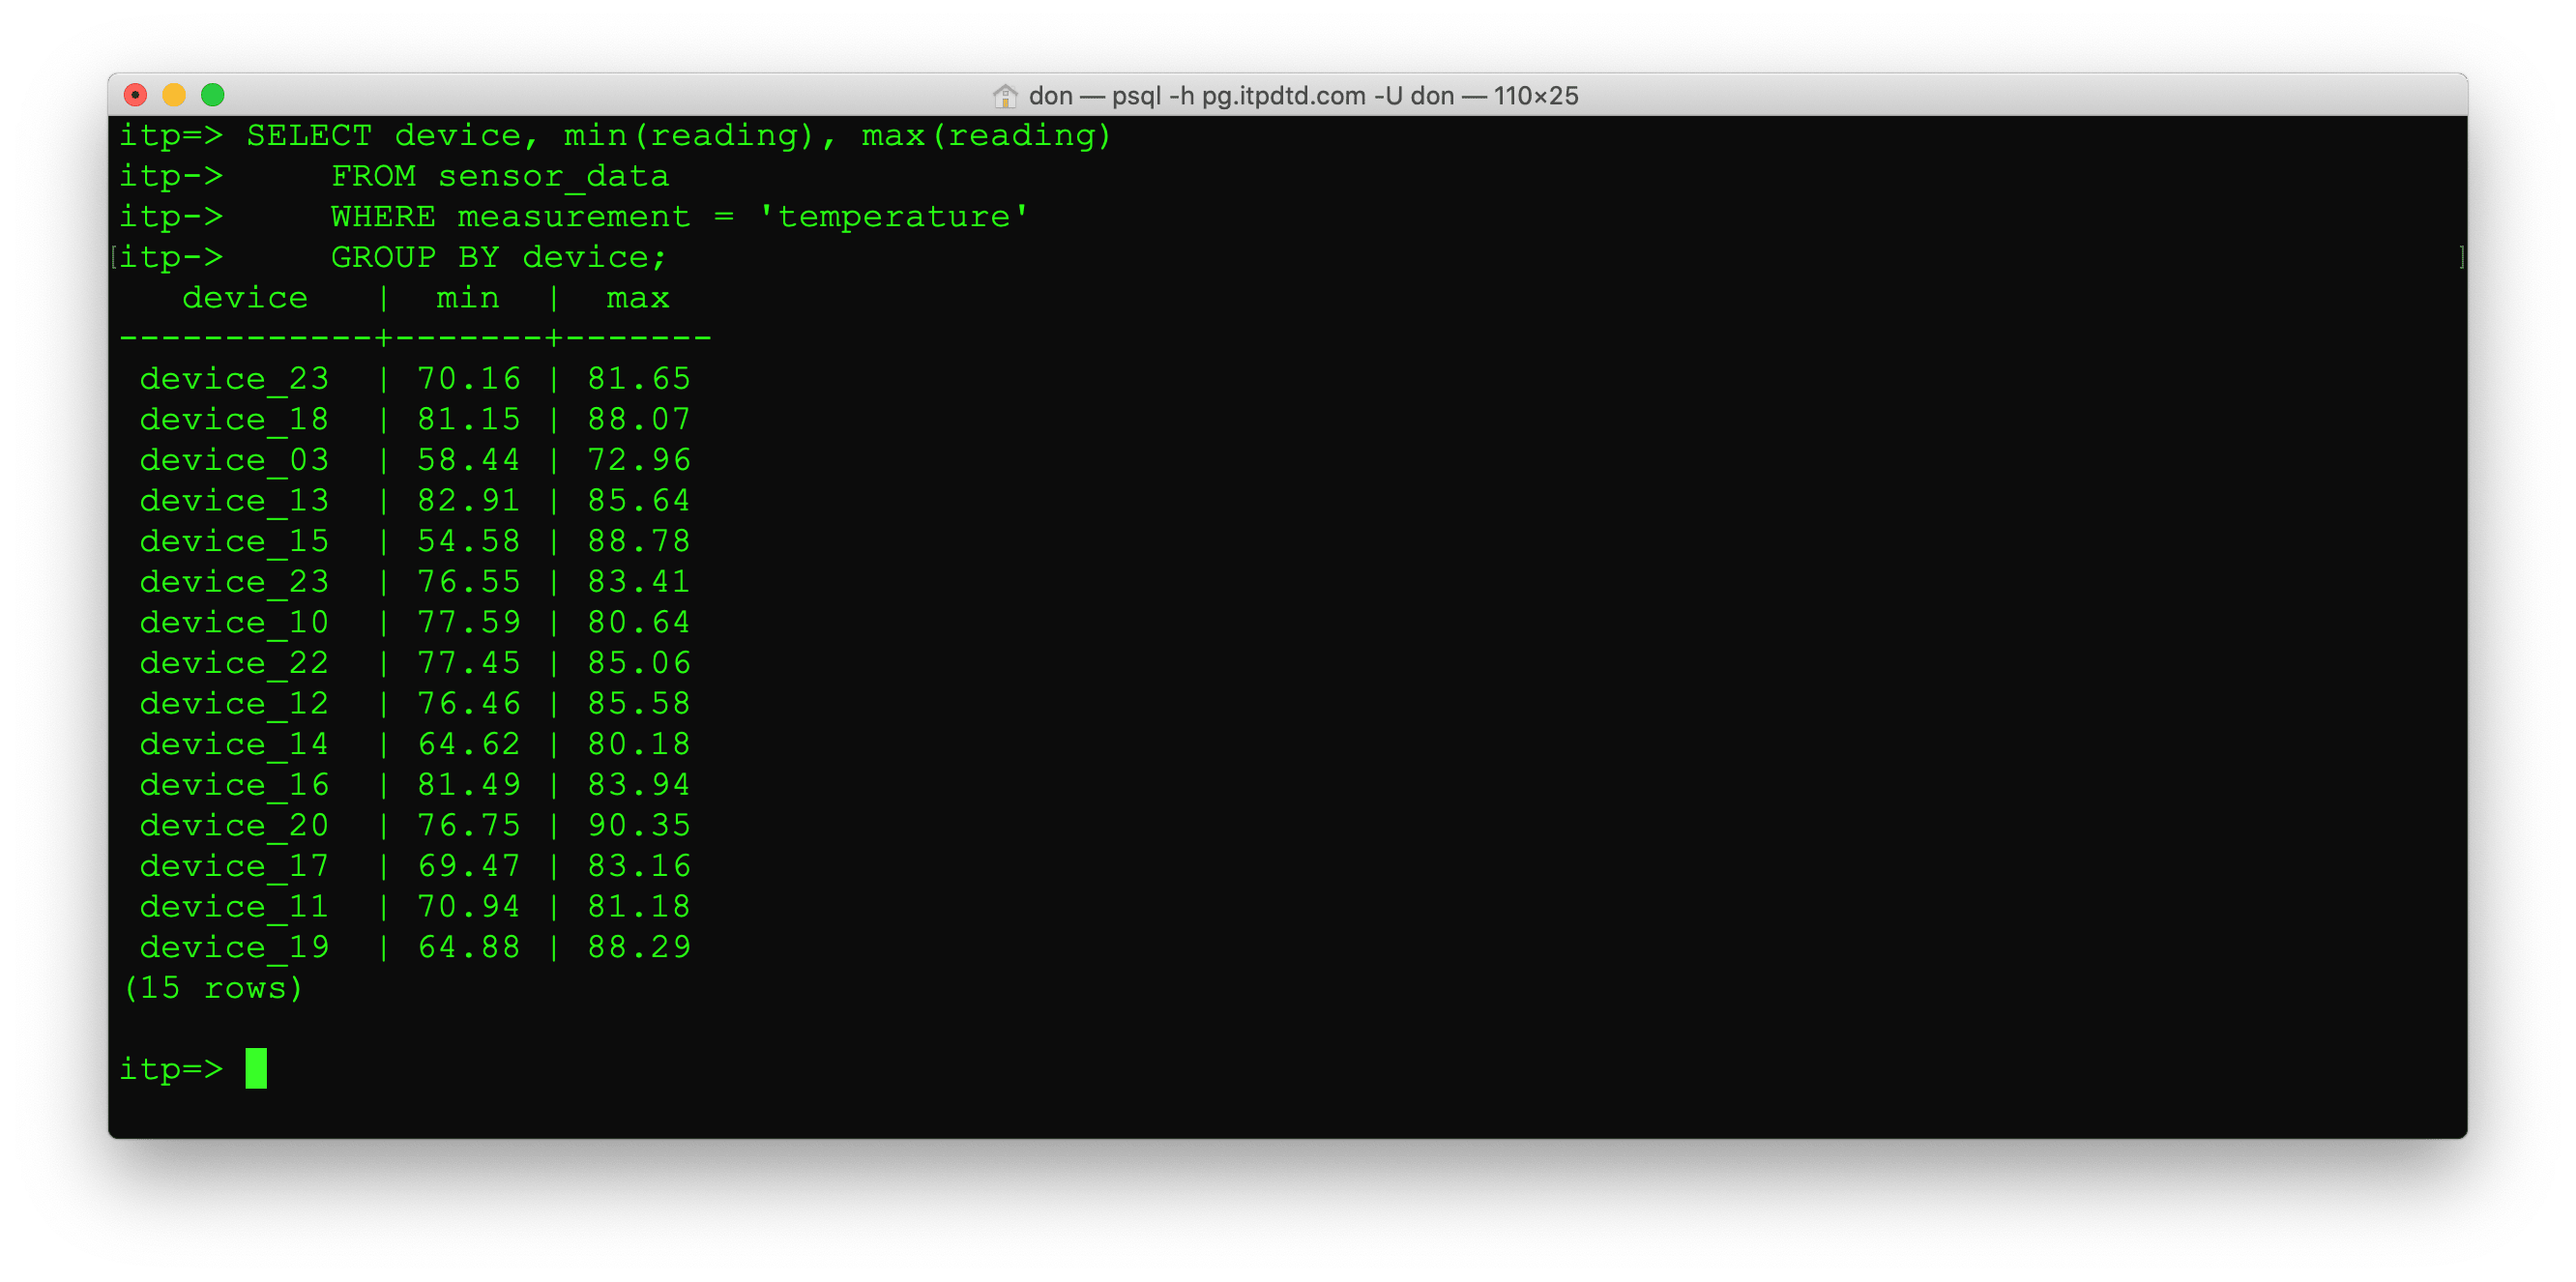 don — psql -h pg.itpdtd.com -U don — 110×25
itp=> SELECT device, min(reading), max(reading)
itp->     FROM sensor_data
itp->     WHERE measurement = 'temperature'
[itp->     GROUP BY device; ]
   device   |  min  |  max
------------+-------+-------
 device_23  | 70.16 | 81.65
 device_18  | 81.15 | 88.07
 device_03  | 58.44 | 72.96
 device_13  | 82.91 | 85.64
 device_15  | 54.58 | 88.78
 device_23  | 76.55 | 83.41
 device_10  | 77.59 | 80.64
 device_22  | 77.45 | 85.06
 device_12  | 76.46 | 85.58
 device_14  | 64.62 | 80.18
 device_16  | 81.49 | 83.94
 device_20  | 76.75 | 90.35
 device_17  | 69.47 | 83.16
 device_11  | 70.94 | 81.18
 device_19  | 64.88 | 88.29
(15 rows)
itp=>